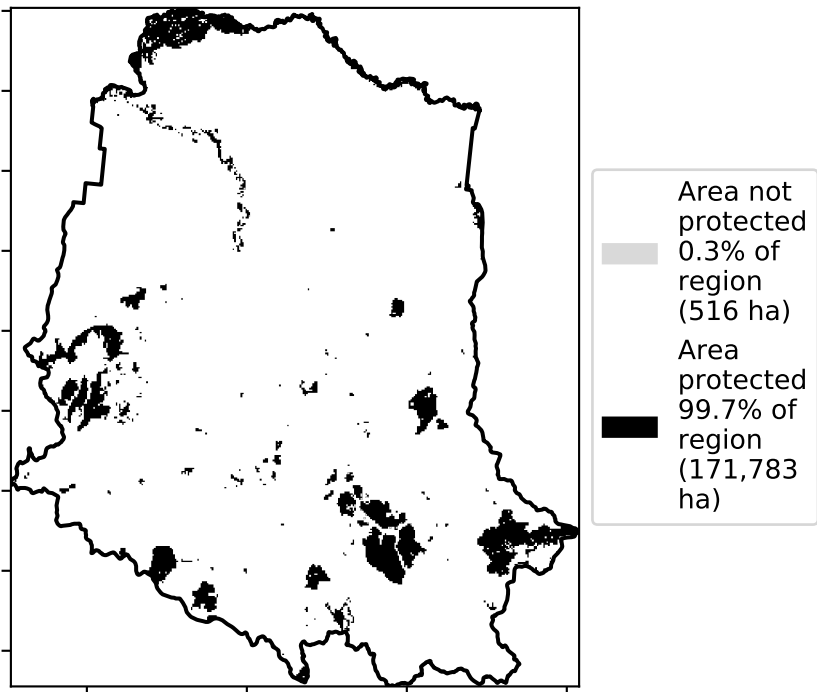 Area not
protected
0.3% of
region
(516 ha)
Area
protected
99.7% of
region
(171,783
ha)